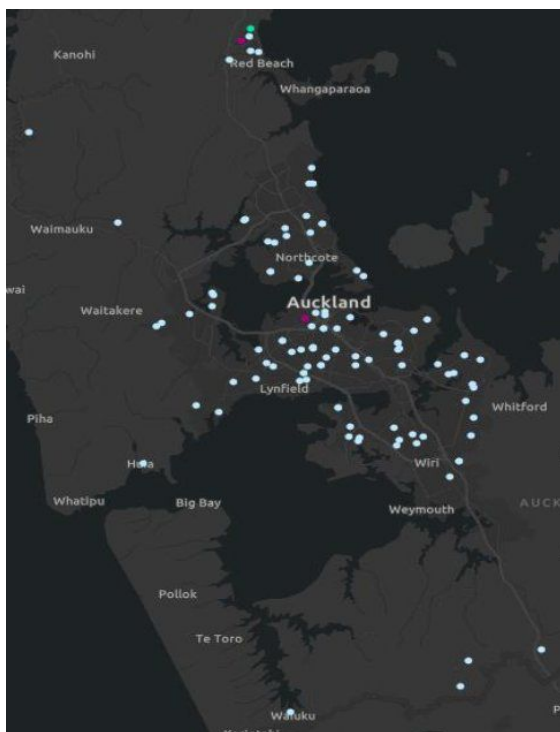 Kanohi
Red Beach
Whangaparaoa
Waimauku
Northcote
wai
Waitakere
Auckland
Lynfield
Whitford
Piha
Huia
Wiri
Whatipu
Big Bay
Weymouth
AUCK
Pollok
Te Toro
Waiuku
P